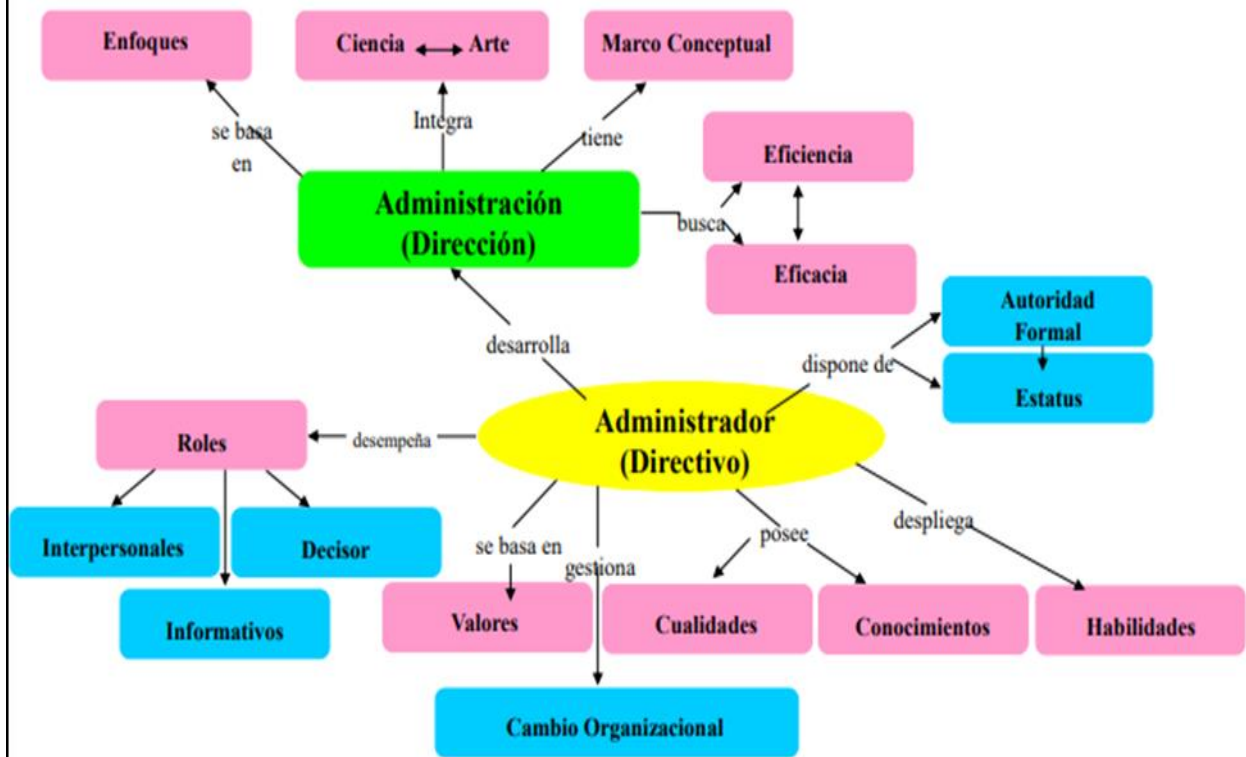 Enfoques
Ciencia Arte
Marco Conceptual
se basa
en
Integra
tiene
Eficiencia
Administración
(Dirección)
busca
Eficacia
Autoridad
Formal
desarrolla
dispone de
Estatus
Administrador
(Directivo)
Roles
desempeña
despliega
Interpersonales
Decisor
se basa en
gestiona
posee
Informativos
Valores
Cualidades
Conocimientos
Habilidades
Cambio Organizacional